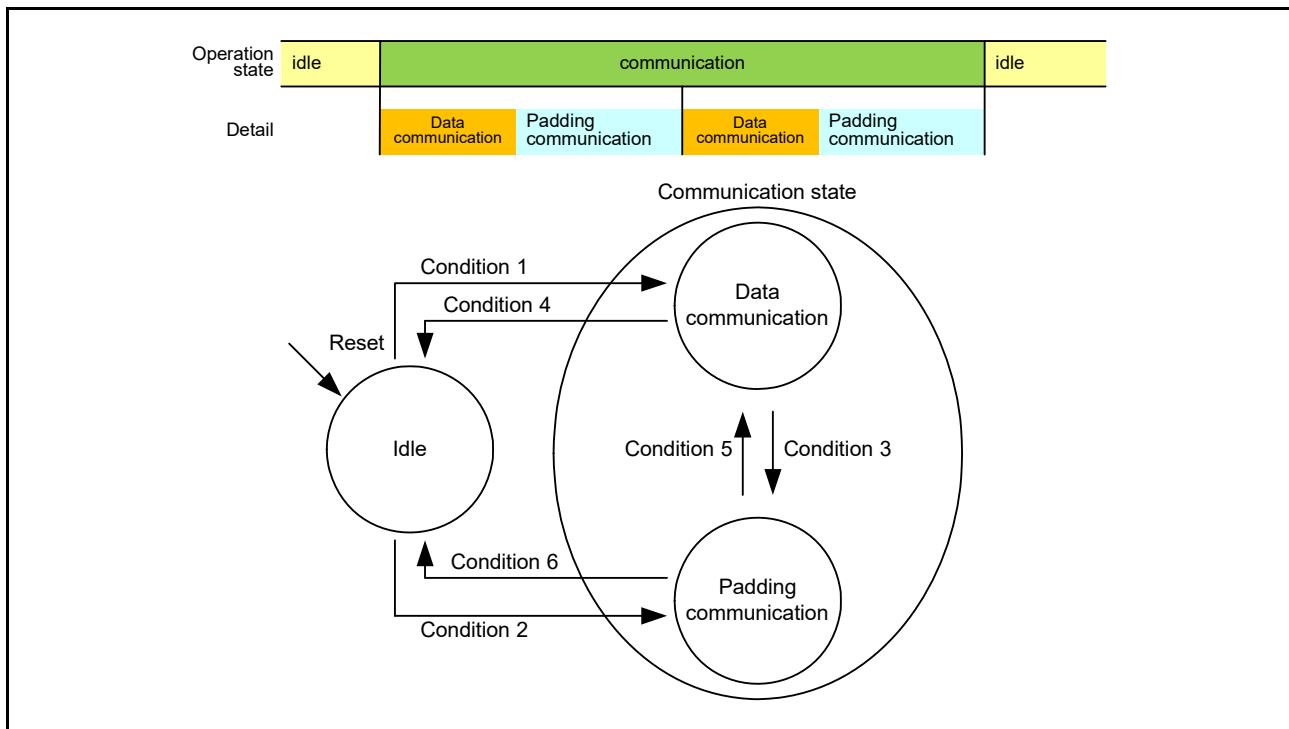 Operation
state
idle
communication
idle
Detail
Data
communication
Padding
communication
Data
communication
Padding
communication
Communication state
Condition 1
Data
communication
Condition 4
Reset
Idle
Condition 5
Condition 3
Condition 6
Padding
communication
Condition 2